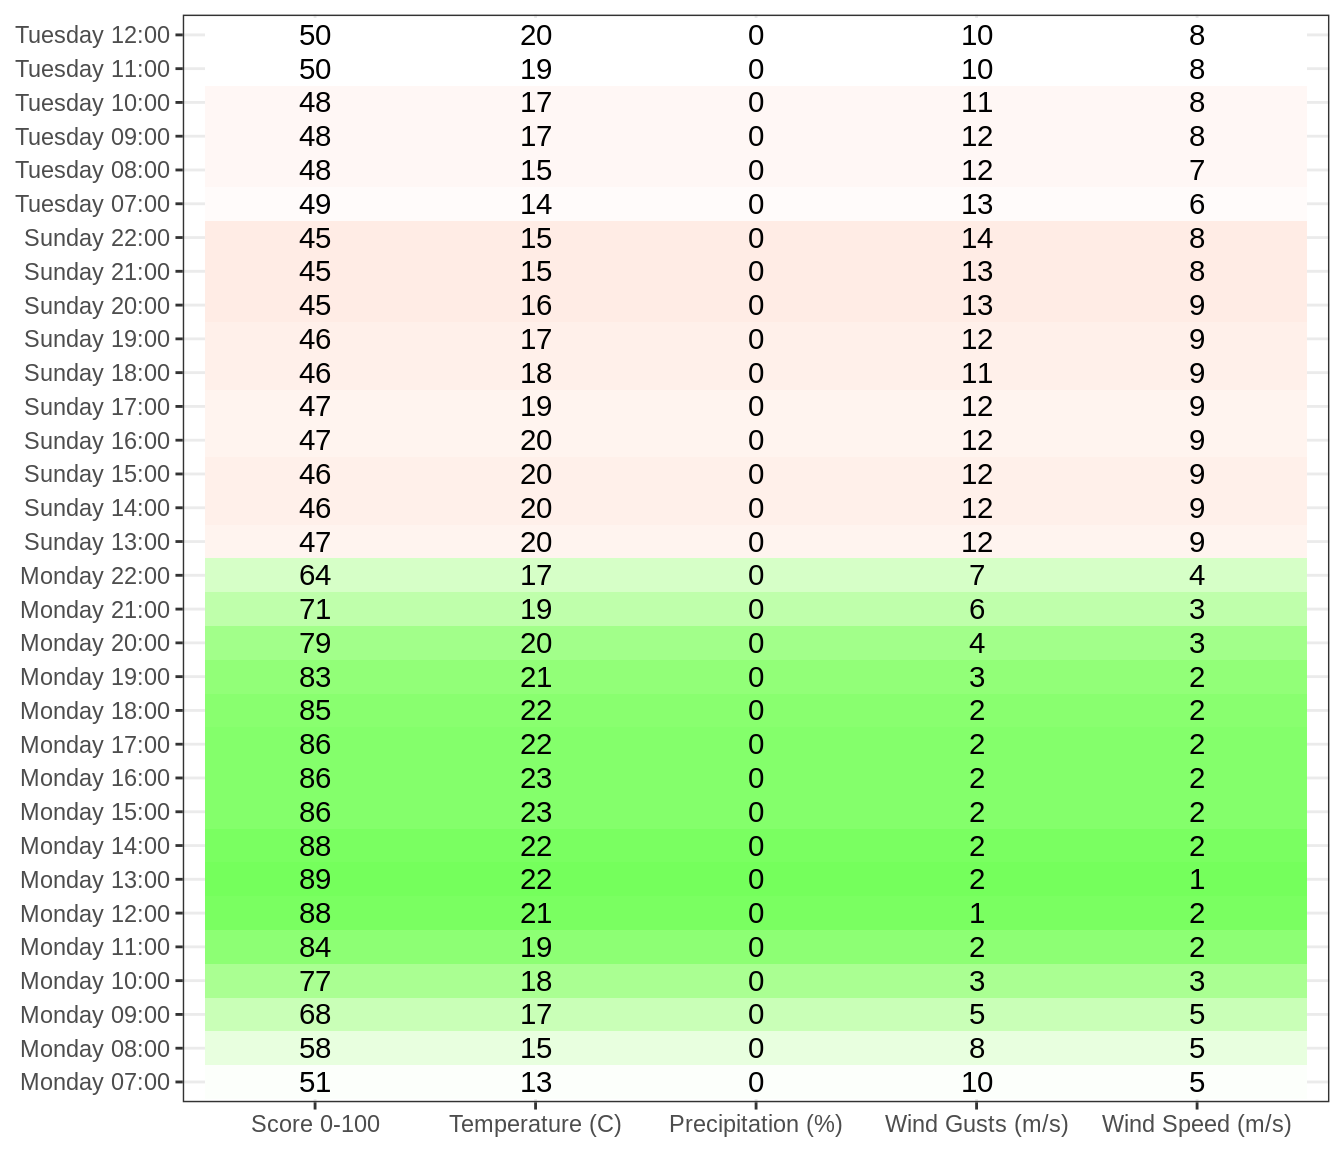 Tuesday 12:00 50 20 0 10 8
Tuesday 11:00 50 19 0 10 8
Tuesday 10:00 48 17 0 11 8
Tuesday 09:00 48 17 0 12 8
Tuesday 08:00 48 15 0 12 7
Tuesday 07:00 49 14 0 13 6
Sunday 22:00 45 15 0 14 8
Sunday 21:00 45 15 0 13 8
Sunday 20:00 45 16 0 13 9
Sunday 19:00 46 17 0 12 9
Sunday 18:00 46 18 0 11 9
Sunday 17:00 47 19 0 12 9
Sunday 16:00 47 20 0 12 9
Sunday 15:00 46 20 0 12 9
Sunday 14:00 46 20 0 12 9
Sunday 13:00 47 20 0 12 9
Monday 22:00 64 17 0 7 4
Monday 21:00 71 19 0 6 3
Monday 20:00 79 20 0 4 3
Monday 19:00 83 21 0 3 2
Monday 18:00 85 22 0 2 2
Monday 17:00 86 22 0 2 2
Monday 16:00 86 23 0 2 2
Monday 15:00 86 23 0 2 2
Monday 14:00 88 22 0 2 2
Monday 13:00 89 22 0 2 1
Monday 12:00 88 21 0 1 2
Monday 11:00 84 19 0 2 2
Monday 10:00 77 18 0 3 3
Monday 09:00 68 17 0 5 5
Monday 08:00 58 15 0 8 5
Monday 07:00 51 13 0 10 5
Score 0-100 Temperature (C) Precipitation (%) Wind Gusts (m/s) Wind Speed (m/s)